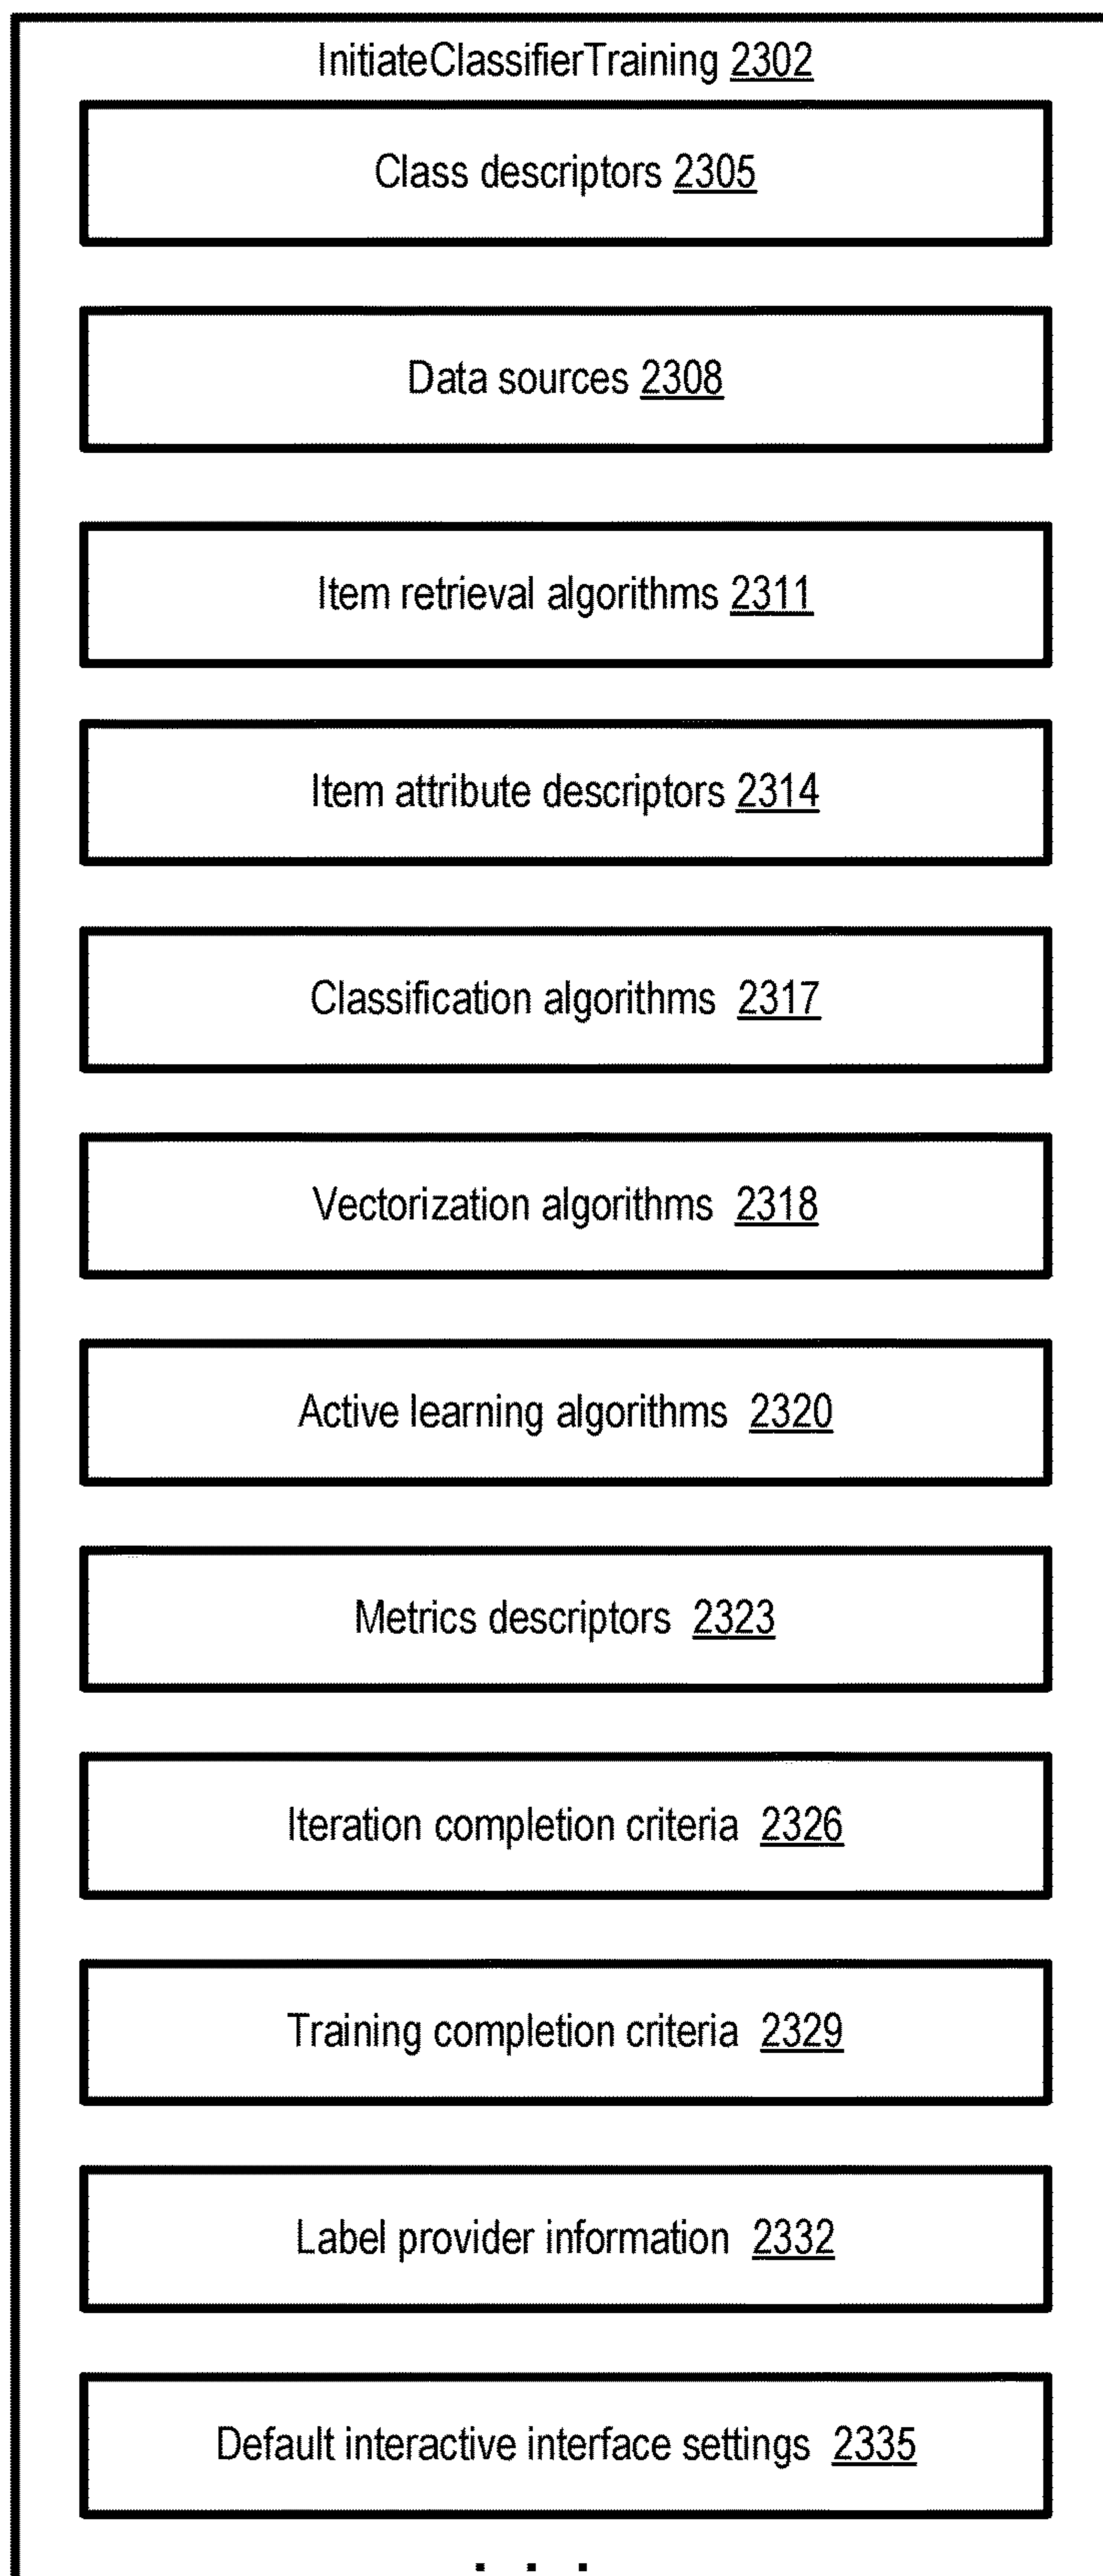 InitiateClassifierTraining 2302
Class descriptors 2305
Data sources 2308
Item retrieval algorithms 2311
Item attribute descriptors 2314
Classification algorithms 2317
Vectorization algorithms 2318
Active learning algorithms 2320
Metrics descriptors 2323
Iteration completion criteria 2326
Training completion criteria 2329
Label provider information 2332
Default interactive interface settings 2335
. . .